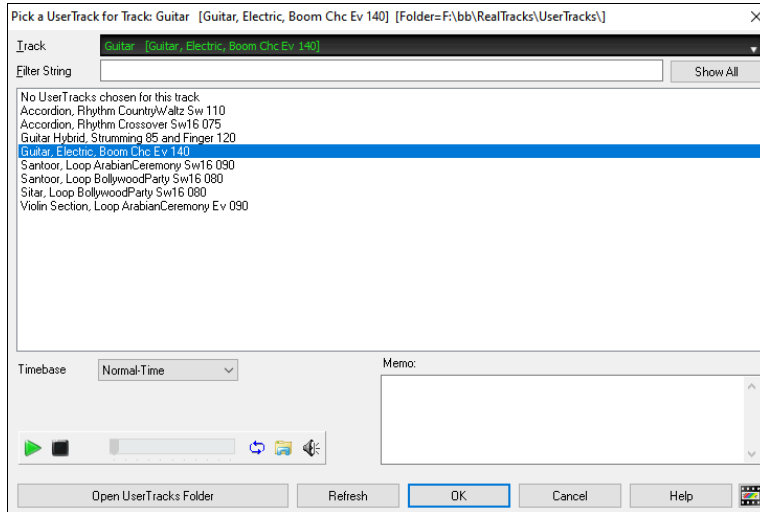 Pick a UserTrack for Track: Guitar [Guitar, Electric, Boom Chc Ev 140] [Folder=F:\bb\RealTracks\UserTracks\]
Track
Guitar [Guitar, Electric, Boom Chc Ev 140]
Filter String
Show All
No UserTracks chosen for this track
Accordion, Rhythm CountryWaltz Sw 110
Accordion, Rhythm Crossover Sw16 075
Guitar Hybrid, Strumming 85 and Finger 120
Guitar, Electric, Boom Chc Ev 140
Santoor, Loop ArabianCeremony Sw16 090
Santoor, Loop BollywoodParty Sw16 080
Sitar, Loop BollywoodParty Sw16 080
Violin Section, Loop ArabianCeremony Ev 090
Timebase
Normal-Time
Memo:
Open UserTracks Folder
Refresh
OK
Cancel
Help